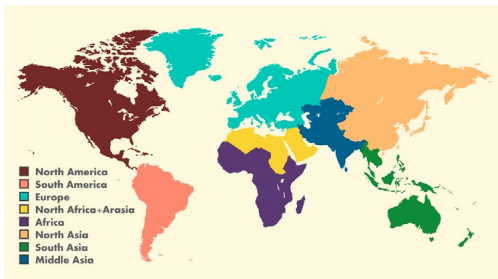 North America
South America
Europe
North Africa+Arasia
Africa
North Asia
South Asia
Middle Asia